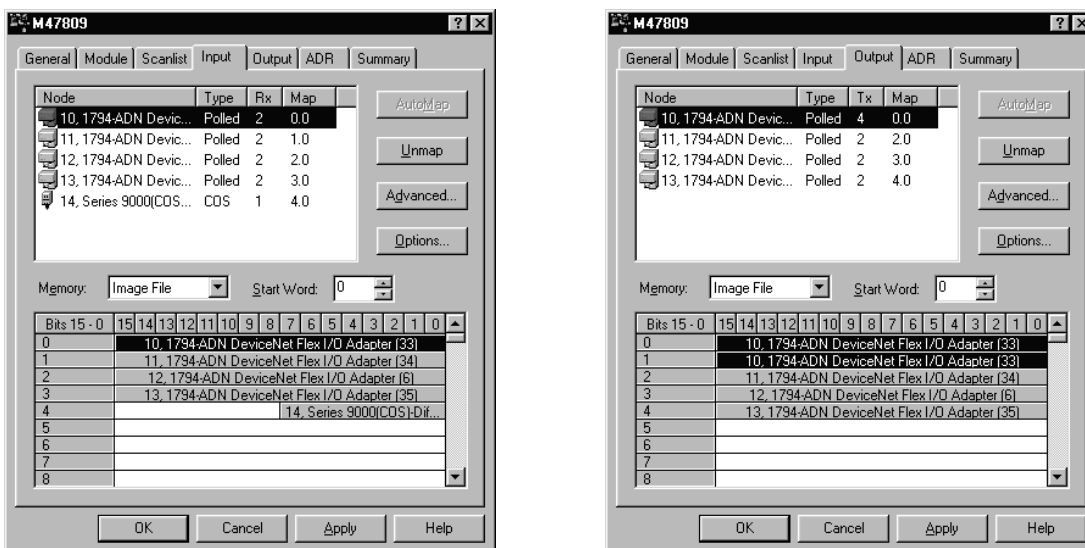 M47809
General Module Scanlist Input Output ADR Summary
Node Type Rx Map
10, 1794-ADN Devic... Polled 2 0.0
11, 1794-ADN Devic... Polled 2 1.0
12, 1794-ADN Devic... Polled 2 2.0
13, 1794-ADN Devic... Polled 2 3.0
14, Series 9000(COS... COS 1 4.0
AutoMap
Unmap
Advanced...
Options...
Memory: Image File Start Word: 0
Bits 15 - 0 15 14 13 12 11 10 9 8 7 6 5 4 3 2 1 0
0 10, 1794-ADN DeviceNet Flex I/O Adapter (33)
1 11, 1794-ADN DeviceNet Flex I/O Adapter (34)
2 12, 1794-ADN DeviceNet Flex I/O Adapter (6)
3 13, 1794-ADN DeviceNet Flex I/O Adapter (35)
4 14, Series 9000(COS)-Dif...
5
6
7
8
OK Cancel Apply Help
M47809
General Module Scanlist Input Output ADR Summary
Node Type Tx Map
10, 1794-ADN Devic... Polled 4 0.0
11, 1794-ADN Devic... Polled 2 2.0
12, 1794-ADN Devic... Polled 2 3.0
13, 1794-ADN Devic... Polled 2 4.0
AutoMap
Unmap
Advanced...
Options...
Memory: Image File Start Word: 0
Bits 15 - 0 15 14 13 12 11 10 9 8 7 6 5 4 3 2 1 0
0 10, 1794-ADN DeviceNet Flex I/O Adapter (33)
1 10, 1794-ADN DeviceNet Flex I/O Adapter (33)
2 11, 1794-ADN DeviceNet Flex I/O Adapter (34)
3 12, 1794-ADN DeviceNet Flex I/O Adapter (6)
4 13, 1794-ADN DeviceNet Flex I/O Adapter (35)
5
6
7
8
OK Cancel Apply Help